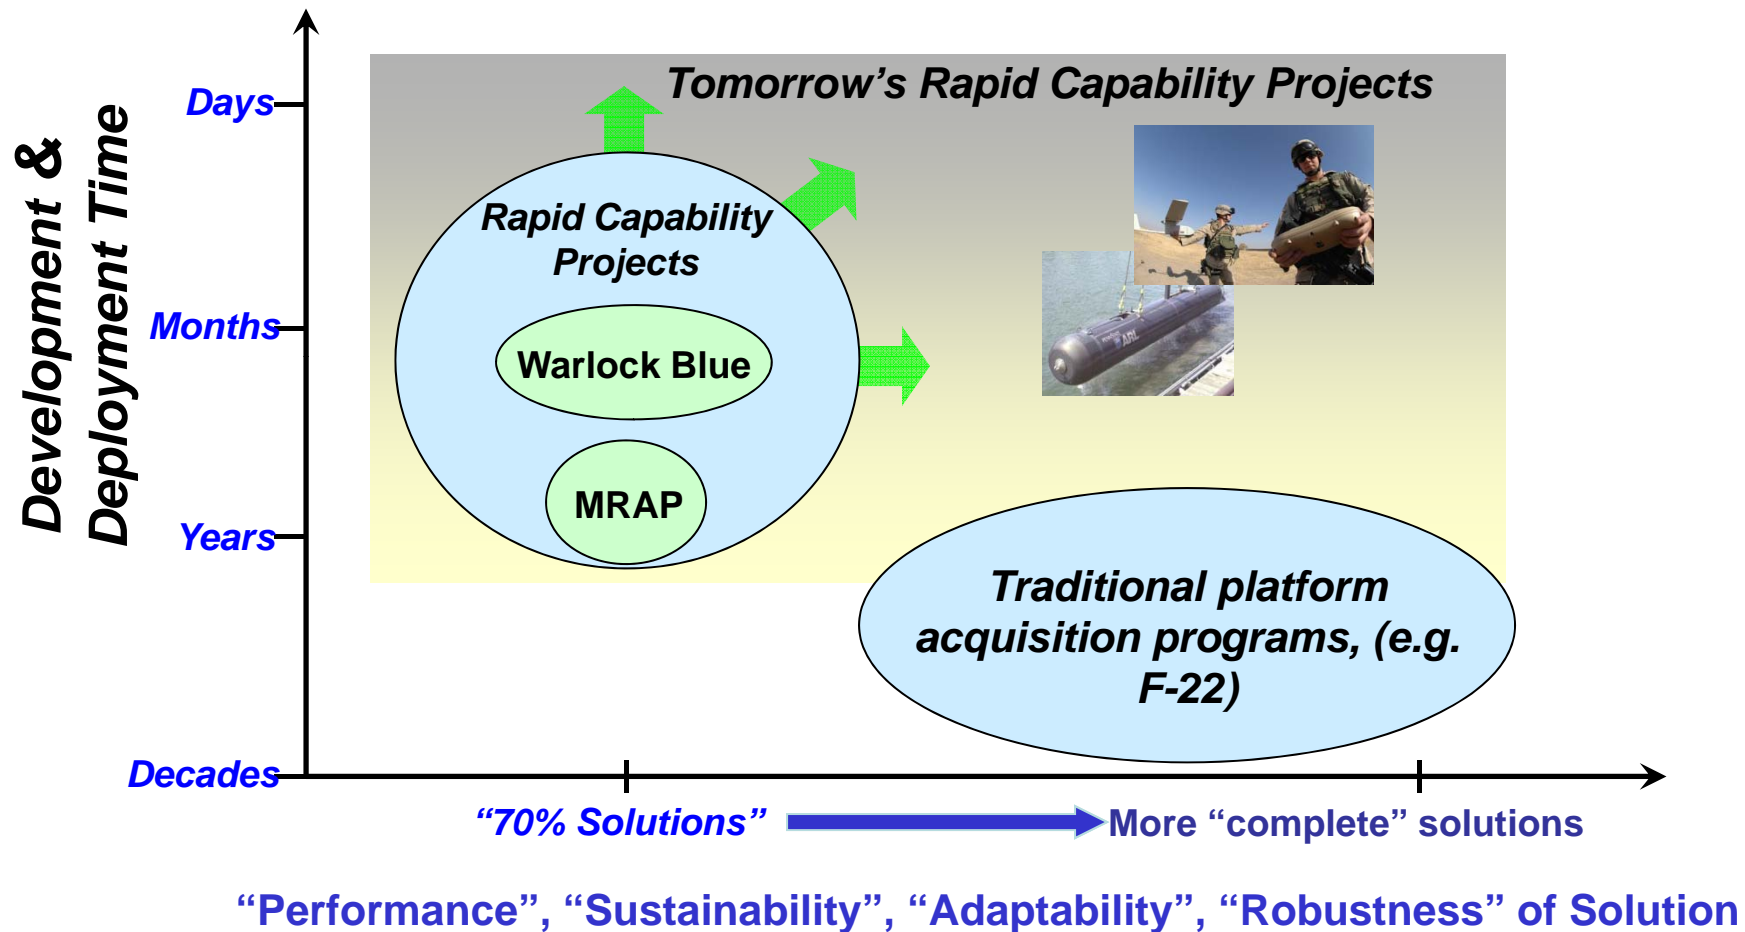 Development &
Deployment Time
Days
Months
Years
Decades
Tomorrow’s Rapid Capability Projects
Rapid Capability
Projects
Warlock Blue
MRAP
ARL
Traditional platform
acquisition programs, (e.g.
F-22)
“70% Solutions”
More “complete” solutions
“Performance”, “Sustainability”, “Adaptability”, “Robustness” of Solution